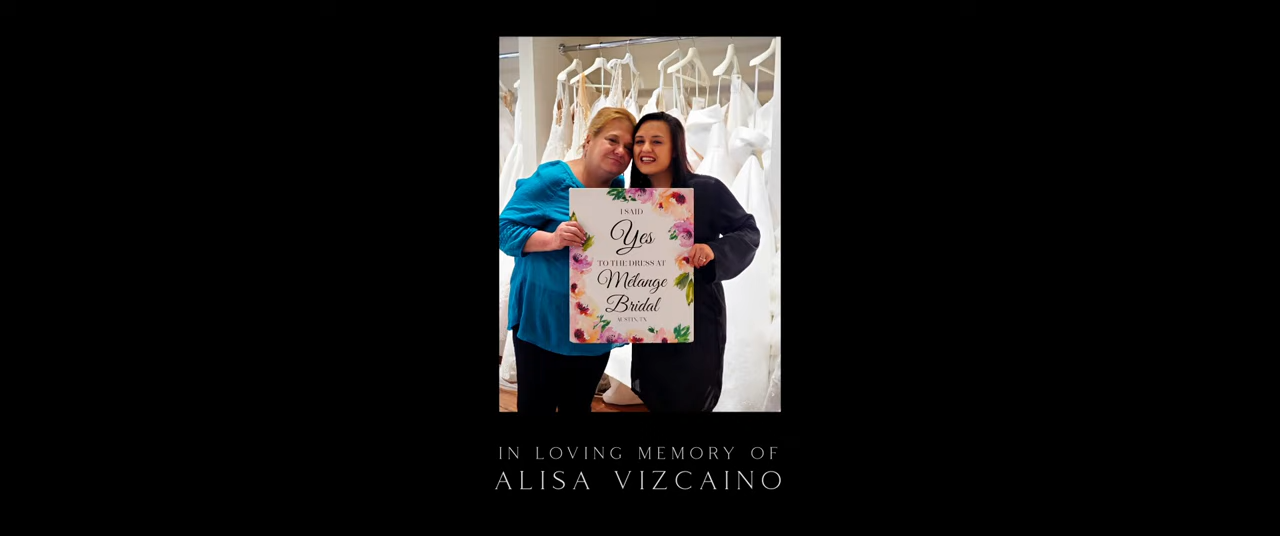 I SAID
Yes
TO THE DRESS AT
Mélange
Bridal
AUSTIN, TX
IN LOVING MEMORY OF
ALISA VIZCAINO